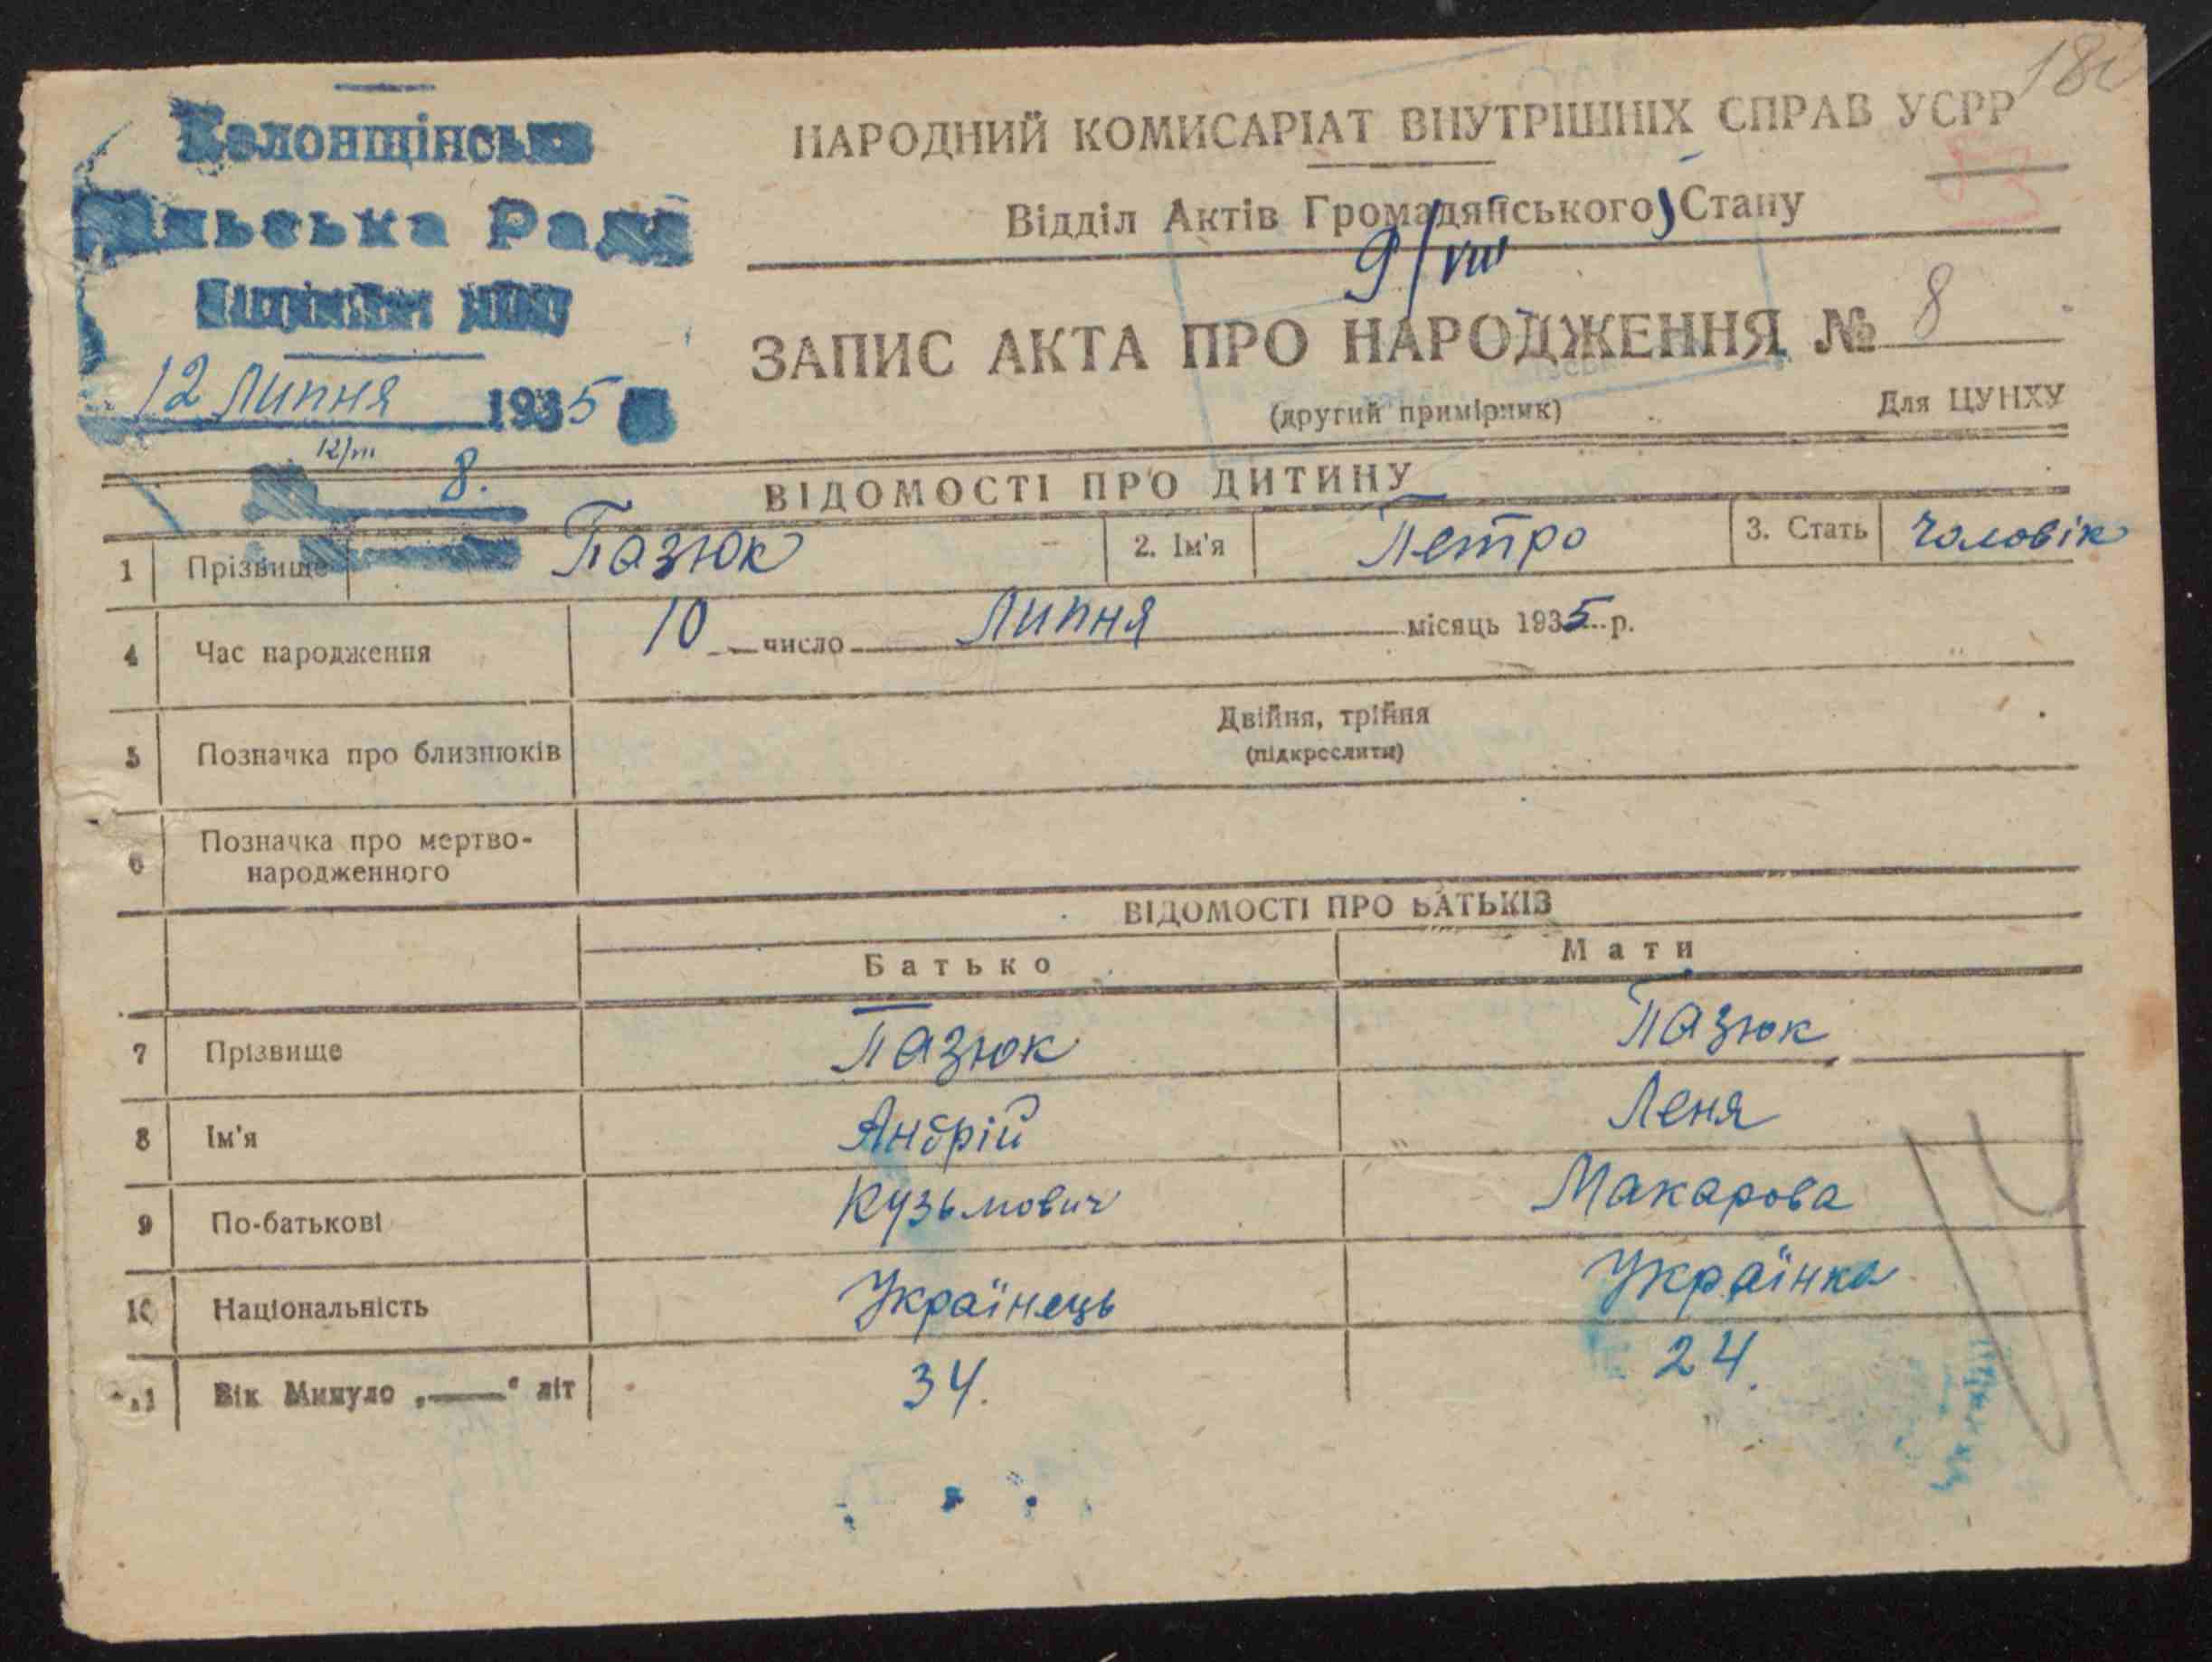 НАРОДНИЙ КОМИСАРІАТ ВНУТРІШНІХ СПРАВ УСРР
Відділ Актів Громадянського Стану
9/VIII
ЗАПИС АКТА ПРО НАРОДЖЕННЯ № 8
(другий примірник)
Для ЦУНХУ
Рада
12 Липня 1935
8.
ВІДОМОСТІ ПРО ДИТИНУ
1 Прізвище Пазюк 2. Ім'я Петро 3. Стать Чоловік
4 Час народження 10 число Липня місяць 1935 р.
5 Позначка про близнюків Двійня, трійня
(підкреслити)
6 Позначка про мертво-
народженного
ВІДОМОСТІ ПРО БАТЬКІВ
Батько Мати
7 Прізвище Пазюк Пазюк
8 Ім'я Андрій Леня
9 По-батькові Кузьмович Макарова
10 Національність Українець Українка
11 Вік Минуло „——“ літ 34. 24.